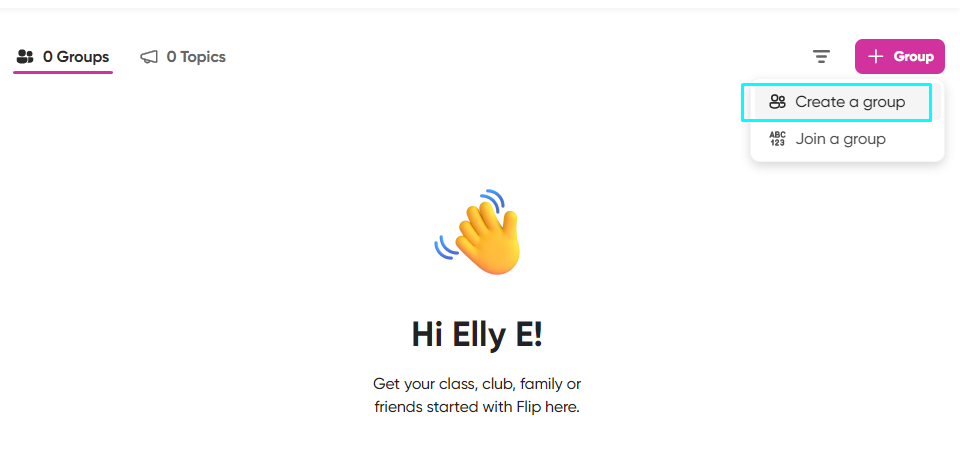 0 Groups 0 Topics Group
Create a group
ABC
123 Join a group
Hi Elly E!
Get your class, club, family or
friends started with Flip here.